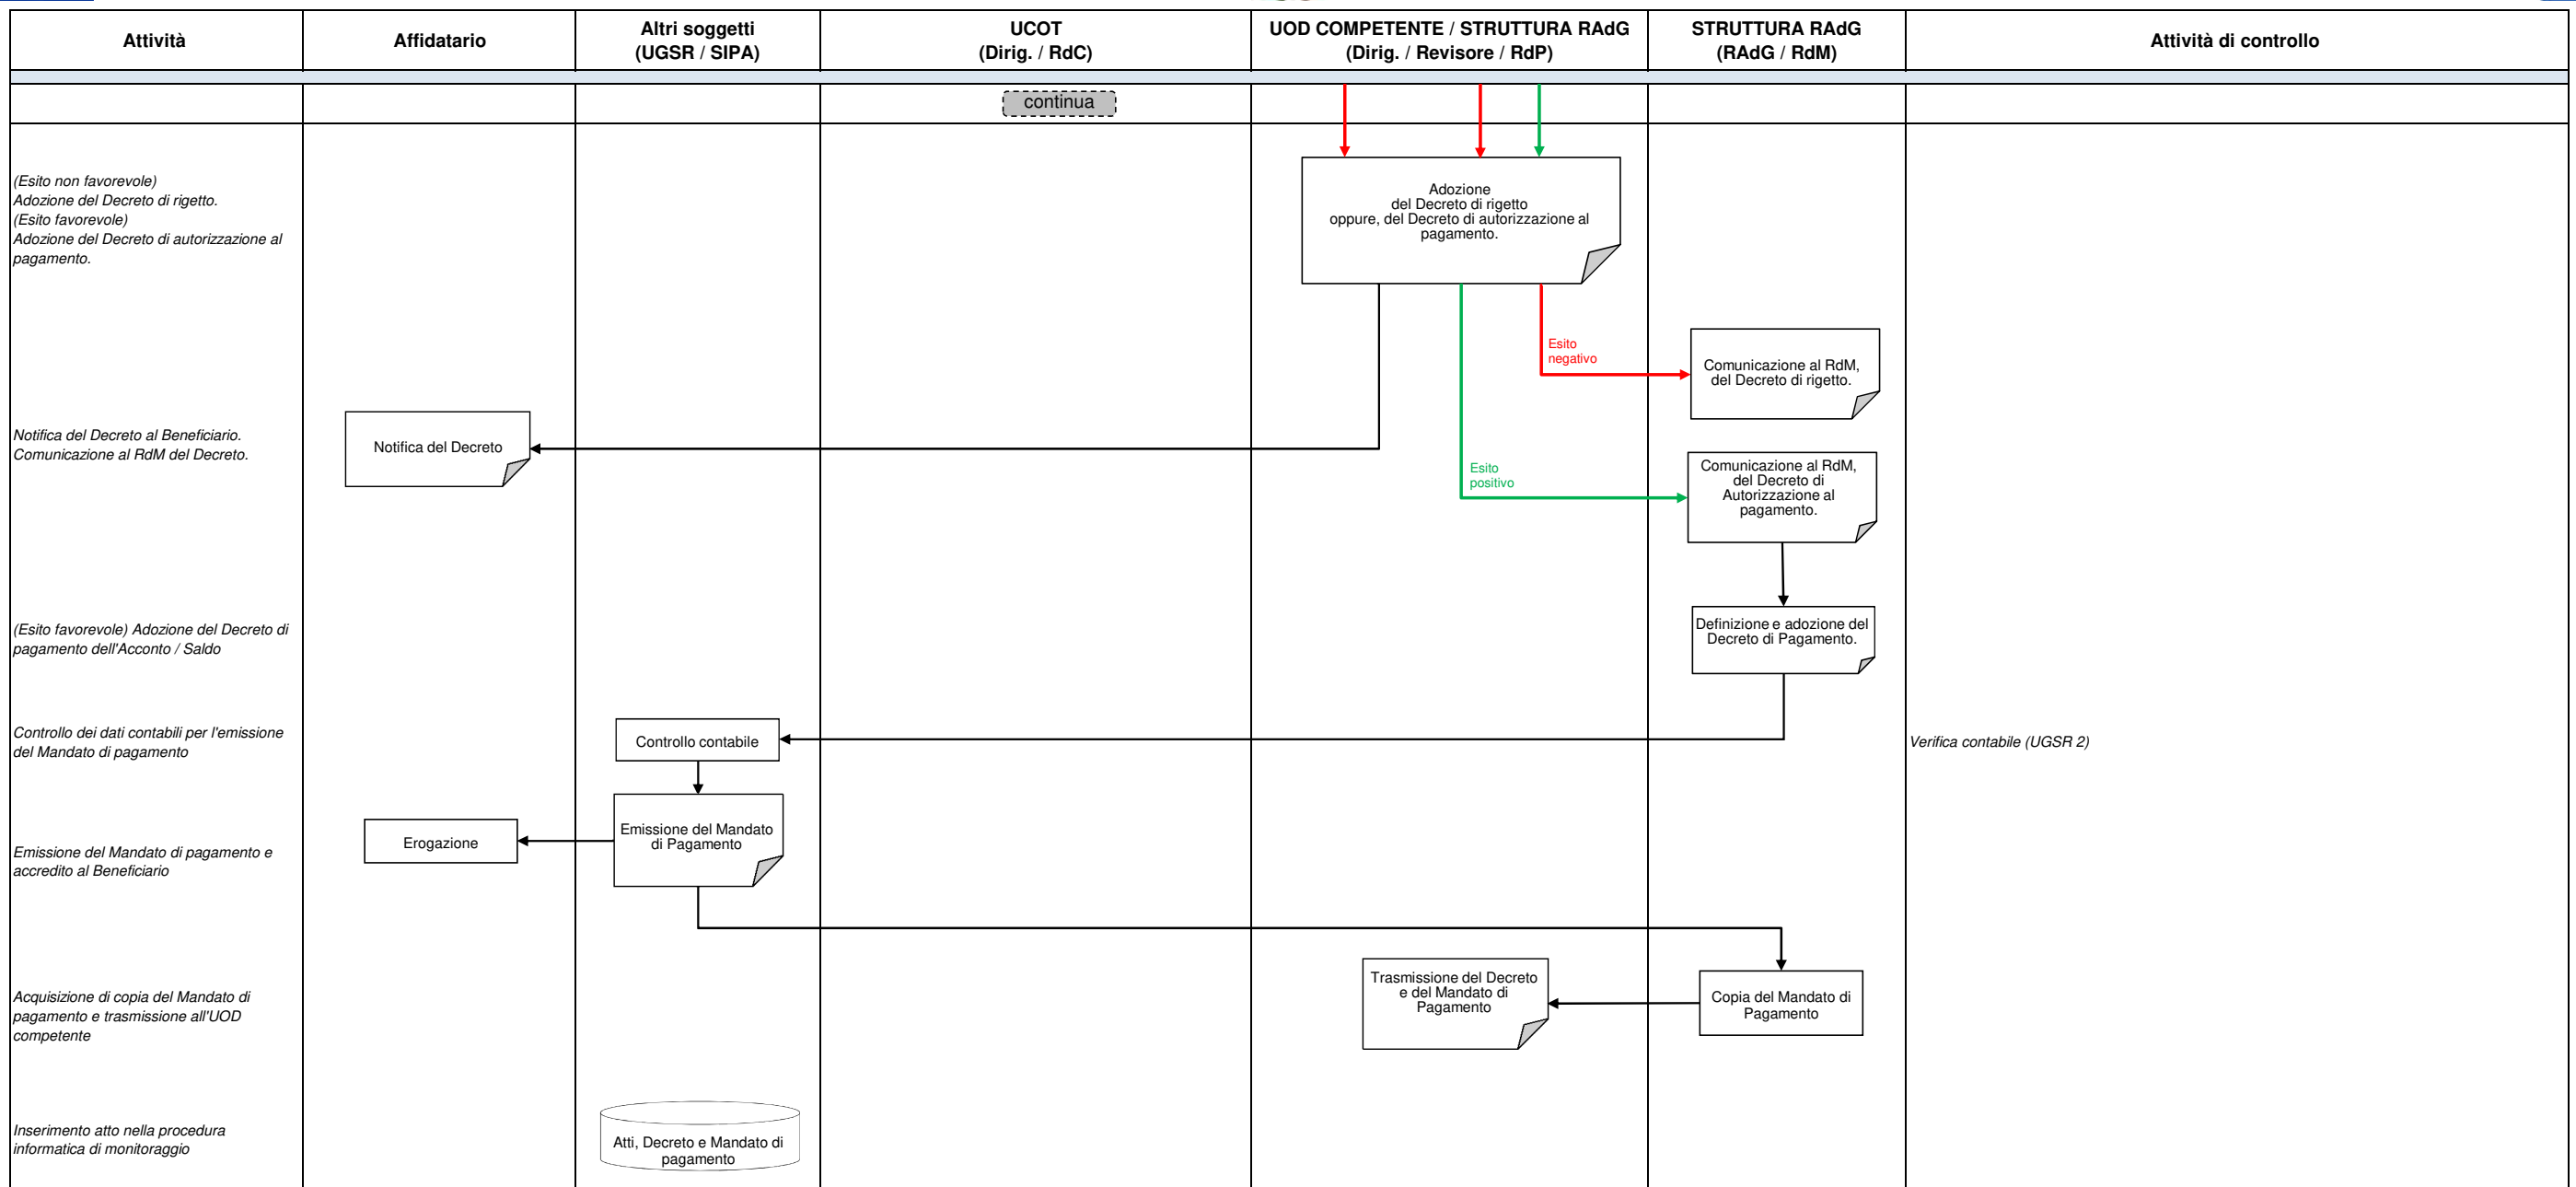 Attività
Affidatario
Altri soggetti
(UGSR / SIPA)
UCOT
(Dirig. / RdC)
UOD COMPETENTE / STRUTTURA RAdG
(Dirig. / Revisore / RdP)
STRUTTURA RAdG
(RAdG / RdM)
Attività di controllo
continua
(Esito non favorevole)
Adozione del Decreto di rigetto.
(Esito favorevole)
Adozione del Decreto di autorizzazione al
pagamento.
Adozione
del Decreto di rigetto
oppure, del Decreto di autorizzazione al
pagamento.
Esito
negativo
Comunicazione al RdM,
del Decreto di rigetto.
Notifica del Decreto al Beneficiario.
Comunicazione al RdM del Decreto.
Notifica del Decreto
Esito
positivo
Comunicazione al RdM,
del Decreto di
Autorizzazione al
pagamento.
(Esito favorevole) Adozione del Decreto di
pagamento dell'Acconto / Saldo
Definizione e adozione del
Decreto di Pagamento.
Controllo dei dati contabili per l'emissione
del Mandato di pagamento
Controllo contabile
Verifica contabile (UGSR 2)
Emissione del Mandato di pagamento e
accredito al Beneficiario
Erogazione
Emissione del Mandato
di Pagamento
Acquisizione di copia del Mandato di
pagamento e trasmissione all'UOD
competente
Trasmissione del Decreto
e del Mandato di
Pagamento
Copia del Mandato di
Pagamento
Inserimento atto nella procedura
informatica di monitoraggio
Atti, Decreto e Mandato di
pagamento